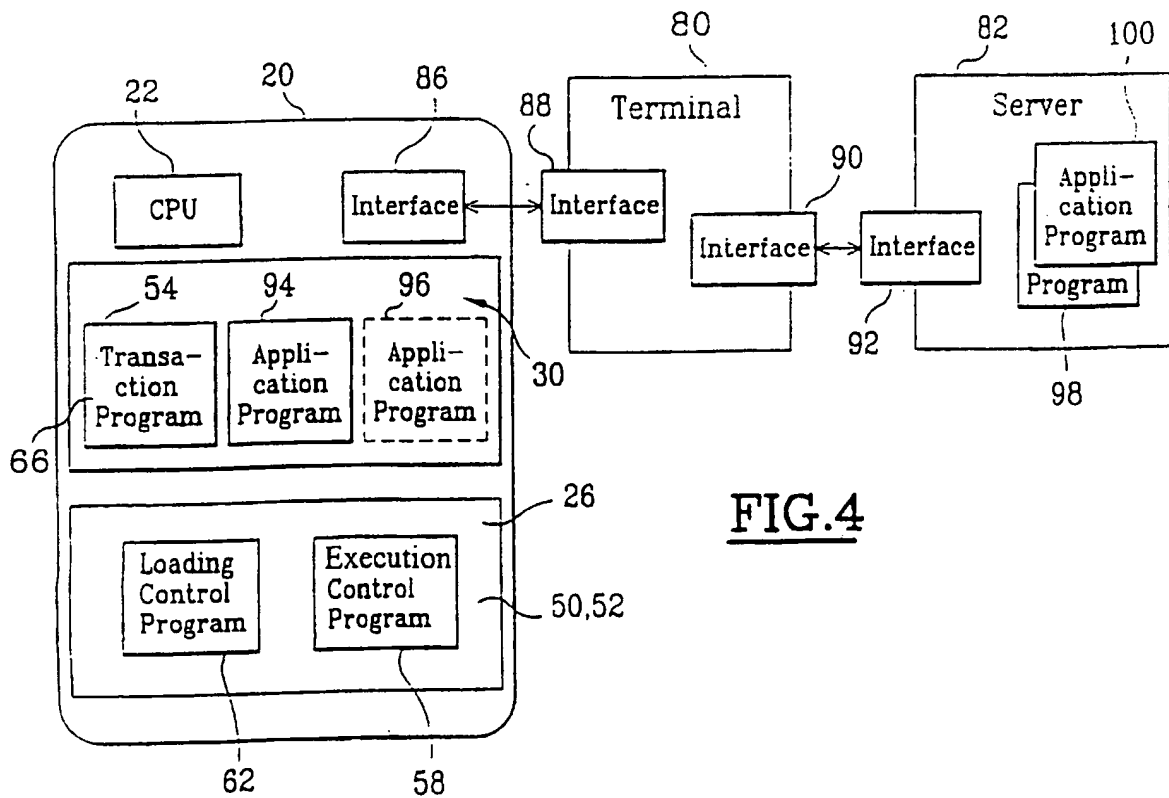 80
82
100
22
20
86
88
Terminal
Server
90
CPU
Interface
Interface
Appli-
cation
Program
Interface
Interface
Program
54
94
96
30
92
98
Transa-
ction
Program
Appli-
cation
Program
Appli-
cation
Program
66
26
FIG.4
Loading
Control
Program
Execution
Control
Program
50,52
62
58